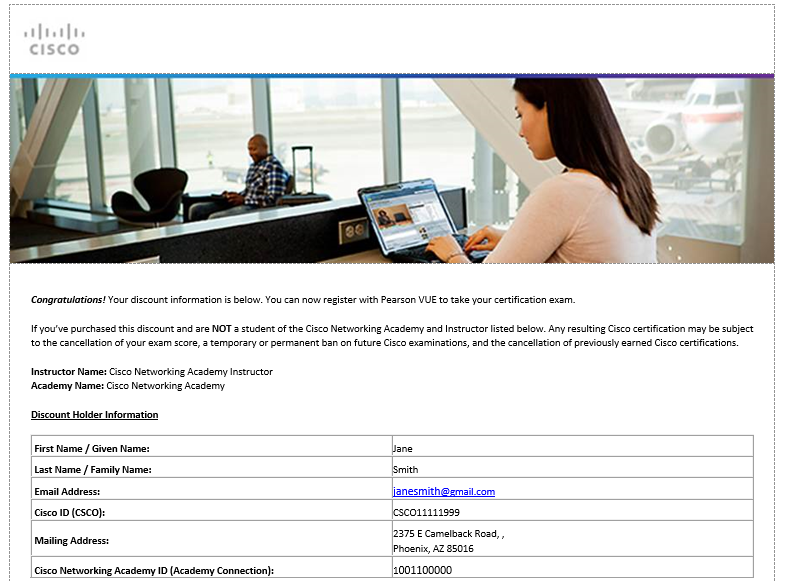 CISCO
Congratulations! Your discount information is below. You can now register with Pearson VUE to take your certification exam.
If you've purchased this discount and are NOT a student of the Cisco Networking Academy and Instructor listed below. Any resulting Cisco certification may be subject
to the cancellation of your exam score, a temporary or permanent ban on future Cisco examinations, and the cancellation of previously earned Cisco certifications.
Instructor Name: Cisco Networking Academy Instructor
Academy Name: Cisco Networking Academy
Discount Holder Information
First Name / Given Name: Jane
Last Name / Family Name: Smith
Email Address: janesmith@gmail.com
Cisco ID (CSCO): CSCO11111999
Mailing Address: 2375 E Camelback Road, ,
Phoenix, AZ 85016
Cisco Networking Academy ID (Academy Connection): 1001100000